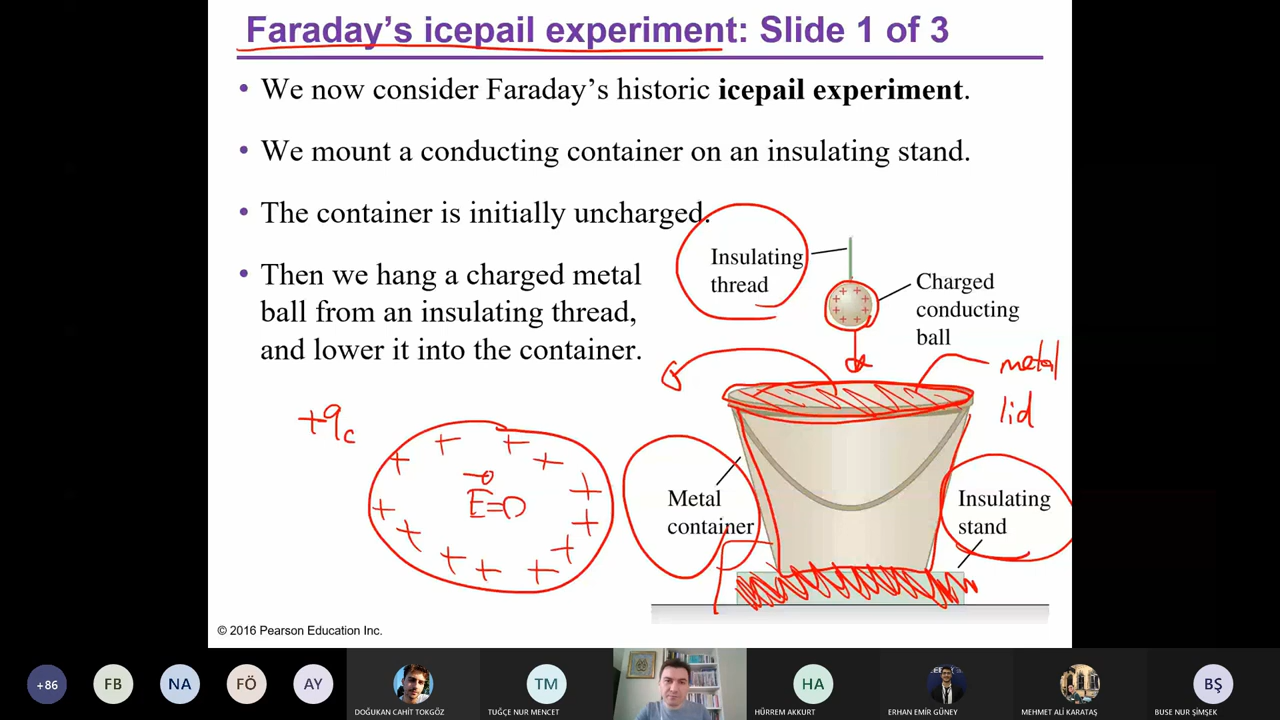 Faraday's icepail experiment: Slide 1 of 3
• We now consider Faraday's historic icepail experiment.
• We mount a conducting container on an insulating stand.
• The container is initially uncharged.
• Then we hang a charged metal
ball from an insulating thread,
and lower it into the container.
Insulating
thread
Charged
conducting
ball
metal
lid
+q_c
E=0
Metal
container
Insulating
stand
© 2016 Pearson Education Inc.
+86
FB
NA
FÖ
AY
DOĞUKAN CAHİT TOKGÖZ
TM
TUĞÇE NUR MENCET
HA
HÜRREM AKKURT
ERHAN EMİR GÜNEY
MEHMET ALİ KARATAŞ
BŞ
BUSE NUR ŞİMŞEK